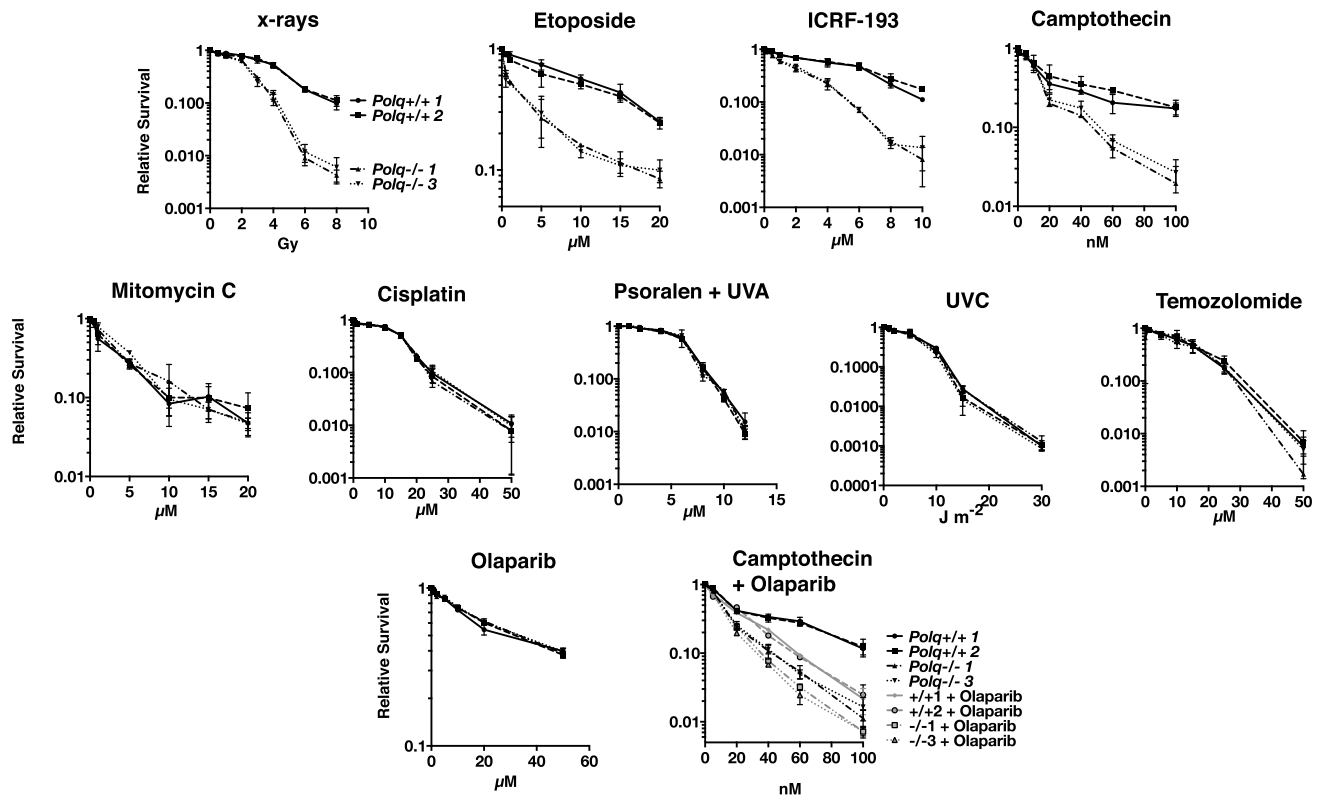 x-rays
Etoposide
ICRF-193
Camptothecin
Relative Survival
1
0.100
0.010
0.001
0 2 4 6 8 10
Gy
Polq+/+ 1
Polq+/+ 2
Polq-/- 1
Polq-/- 3
1
0.1
0 5 10 15 20
µM
1
0.100
0.010
0.001
0 2 4 6 8 10
µM
1
0.10
0.01
0 20 40 60 80 100
nM
Mitomycin C
Cisplatin
Psoralen + UVA
UVC
Temozolomide
Relative Survival
1
0.10
0.01
0 5 10 15 20
µM
1
0.100
0.010
0.001
0 10 20 30 40 50
µM
1
0.100
0.010
0.001
0 5 10 15
µM
1
0.1000
0.0100
0.0010
0.0001
0 10 20 30
J m-2
1
0.100
0.010
0.001
0 10 20 30 40 50
µM
Olaparib
Camptothecin
+ Olaparib
Relative Survival
1
0.1
0 20 40 60
µM
1
0.10
0.01
0 20 40 60 80 100
nM
Polq+/+ 1
Polq+/+ 2
Polq-/- 1
Polq-/- 3
+/+1 + Olaparib
+/+2 + Olaparib
-/-1 + Olaparib
-/-3 + Olaparib